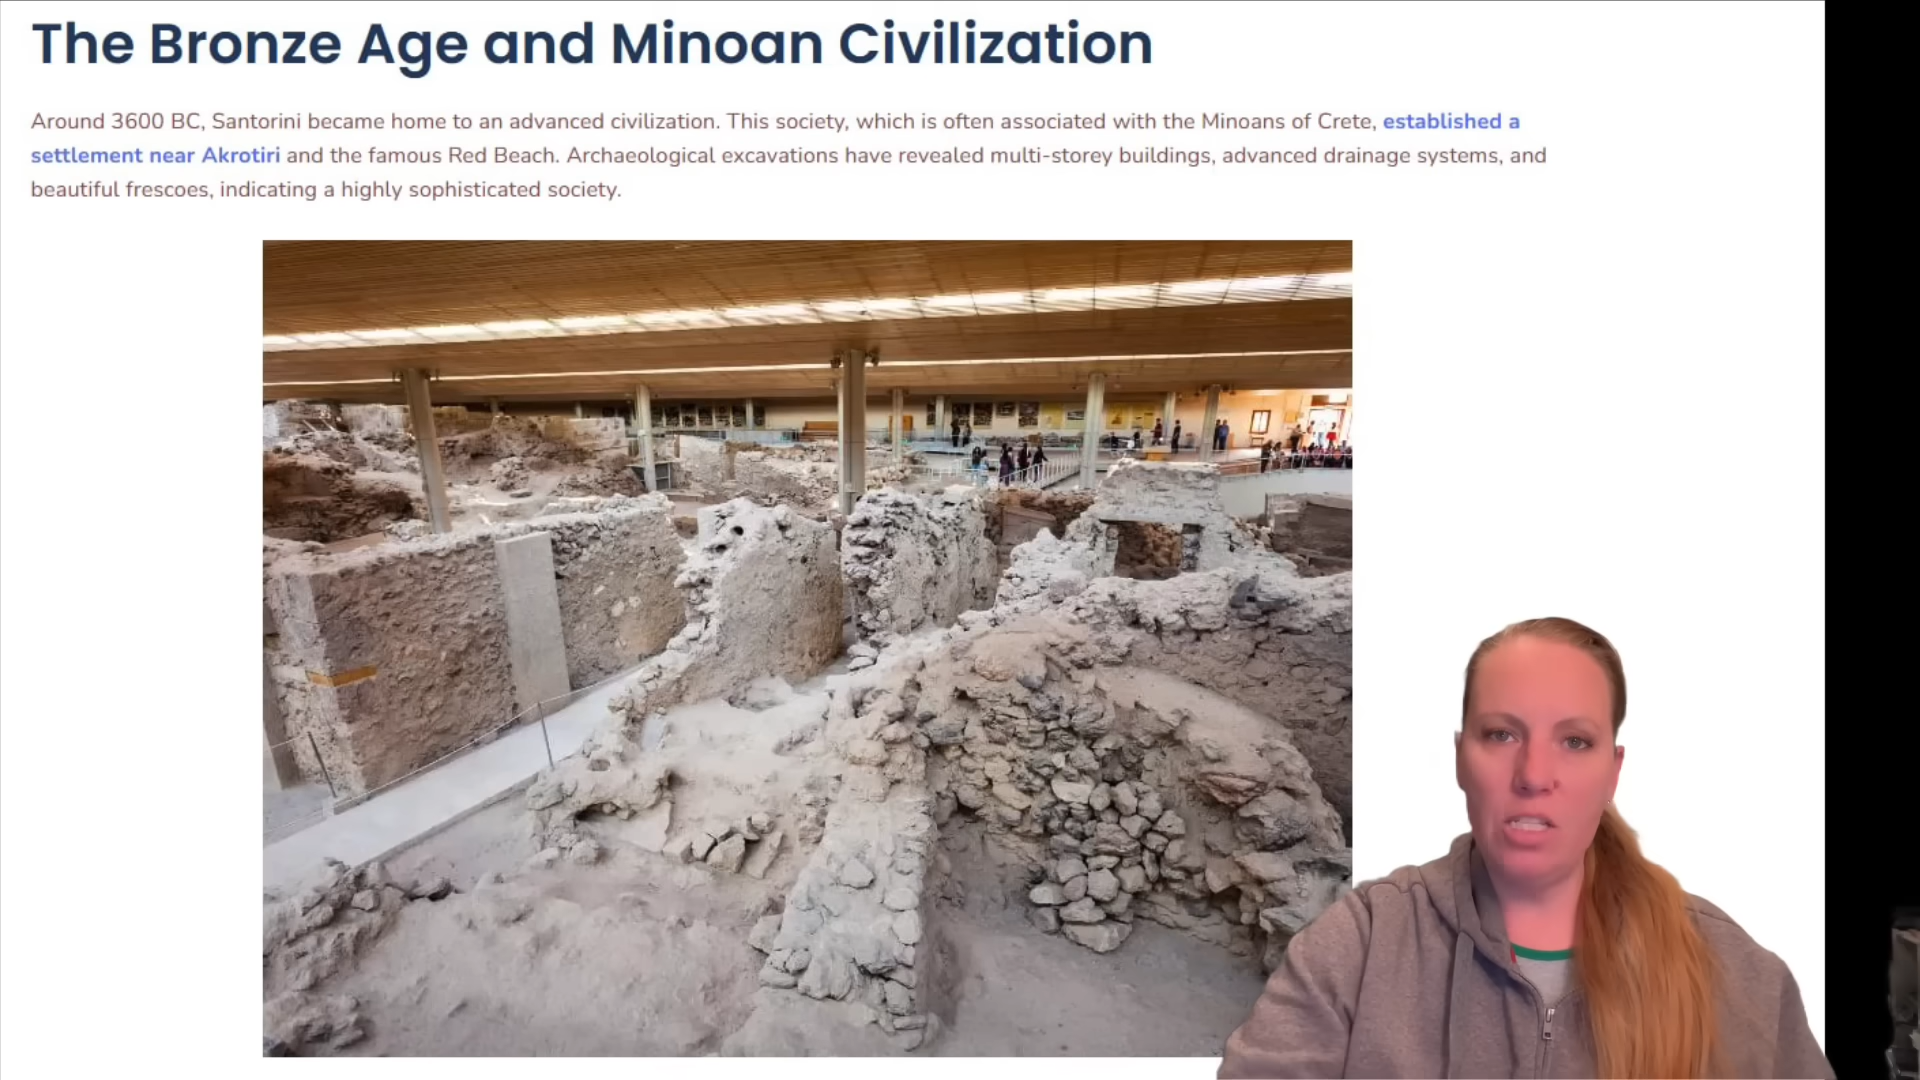 The Bronze Age and Minoan Civilization
Around 3600 BC, Santorini became home to an advanced civilization. This society, which is often associated with the Minoans of Crete, established a
settlement near Akrotiri and the famous Red Beach. Archaeological excavations have revealed multi-storey buildings, advanced drainage systems, and
beautiful frescoes, indicating a highly sophisticated society.